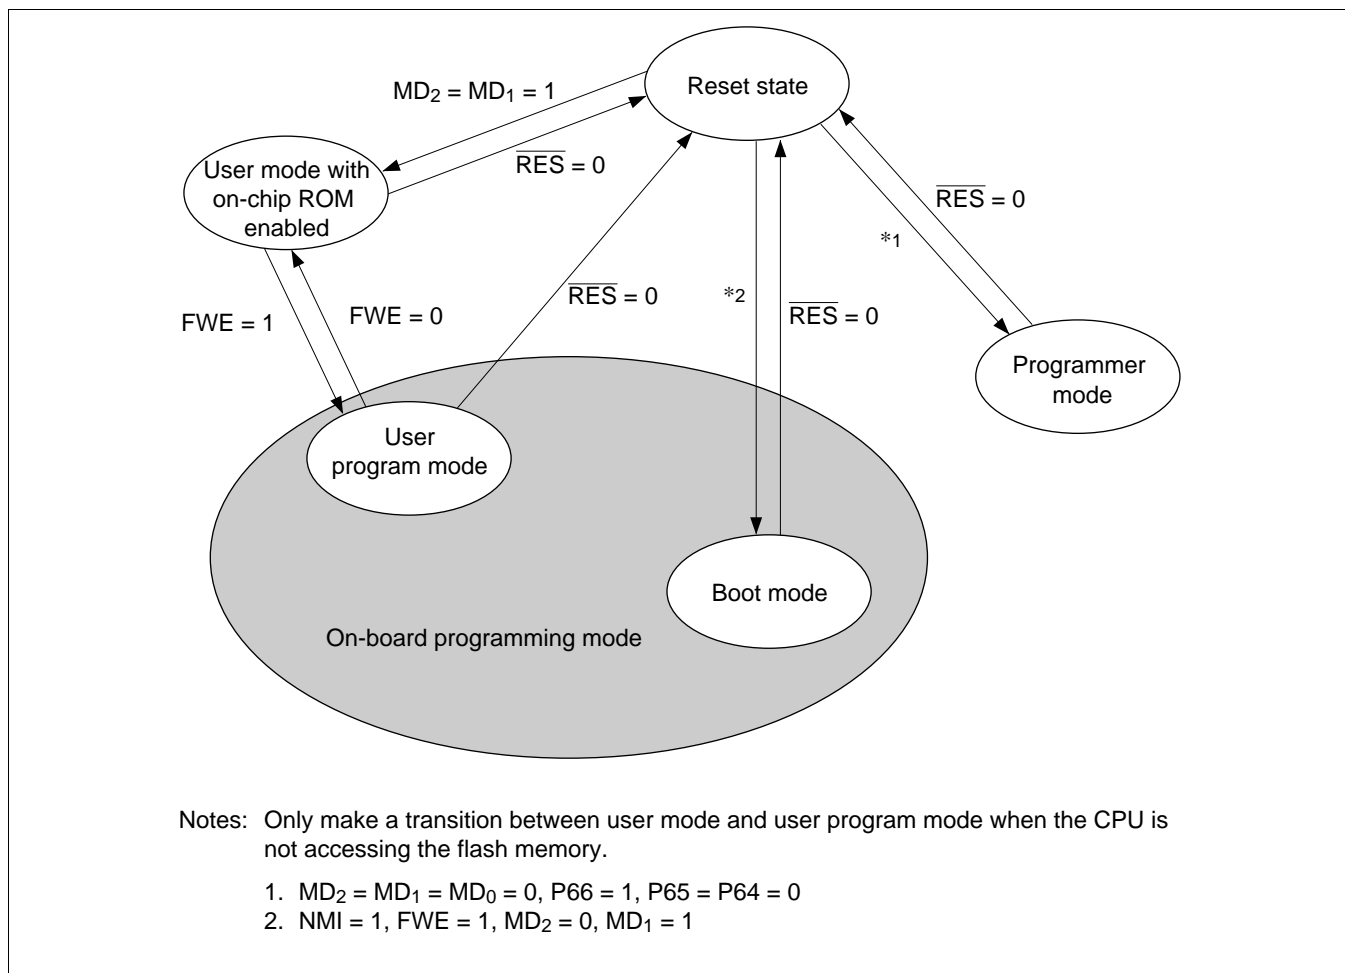 Reset state
MD2 = MD1 = 1
RES = 0
User mode with
on-chip ROM
enabled
RES = 0
*1
RES = 0
*2
RES = 0
FWE = 1
FWE = 0
Programmer
mode
User
program mode
Boot mode
On-board programming mode
Notes: Only make a transition between user mode and user program mode when the CPU is
not accessing the flash memory.
1. MD2 = MD1 = MD0 = 0, P66 = 1, P65 = P64 = 0
2. NMI = 1, FWE = 1, MD2 = 0, MD1 = 1